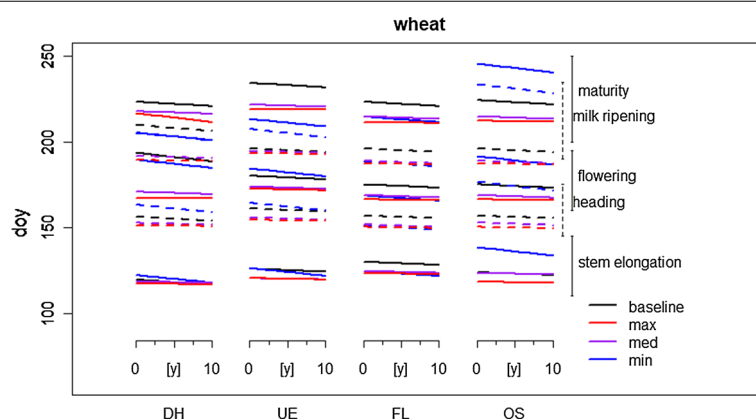 wheat
250
200
150
100
doy
maturity
milk ripening
flowering
heading
stem elongation
baseline
max
med
min
0 [y] 10 0 [y] 10 0 [y] 10 0 [y] 10
DH UE FL OS